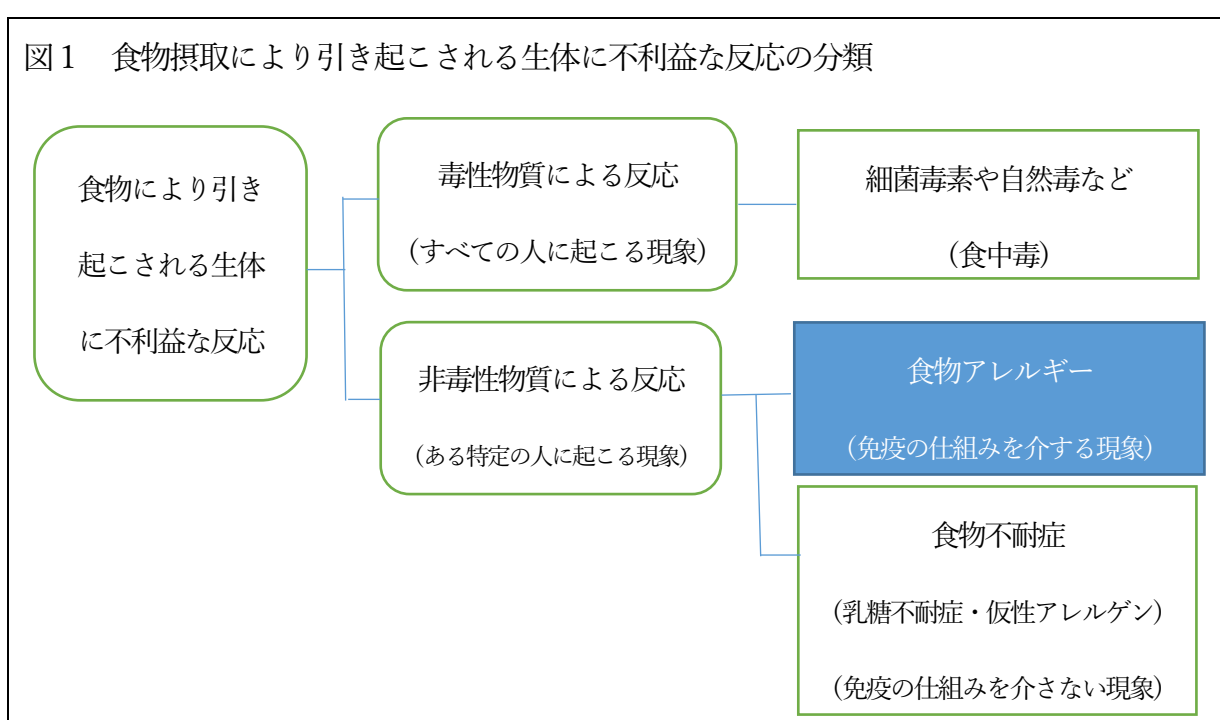 図１　食物摂取により引き起こされる生体に不利益な反応の分類
食物により引き
起こされる生体
に不利益な反応
毒性物質による反応
（すべての人に起こる現象）
細菌毒素や自然毒など
（食中毒）
非毒性物質による反応
（ある特定の人に起こる現象）
食物アレルギー
（免疫の仕組みを介する現象）
食物不耐症
（乳糖不耐症・仮性アレルゲン）
（免疫の仕組みを介さない現象）